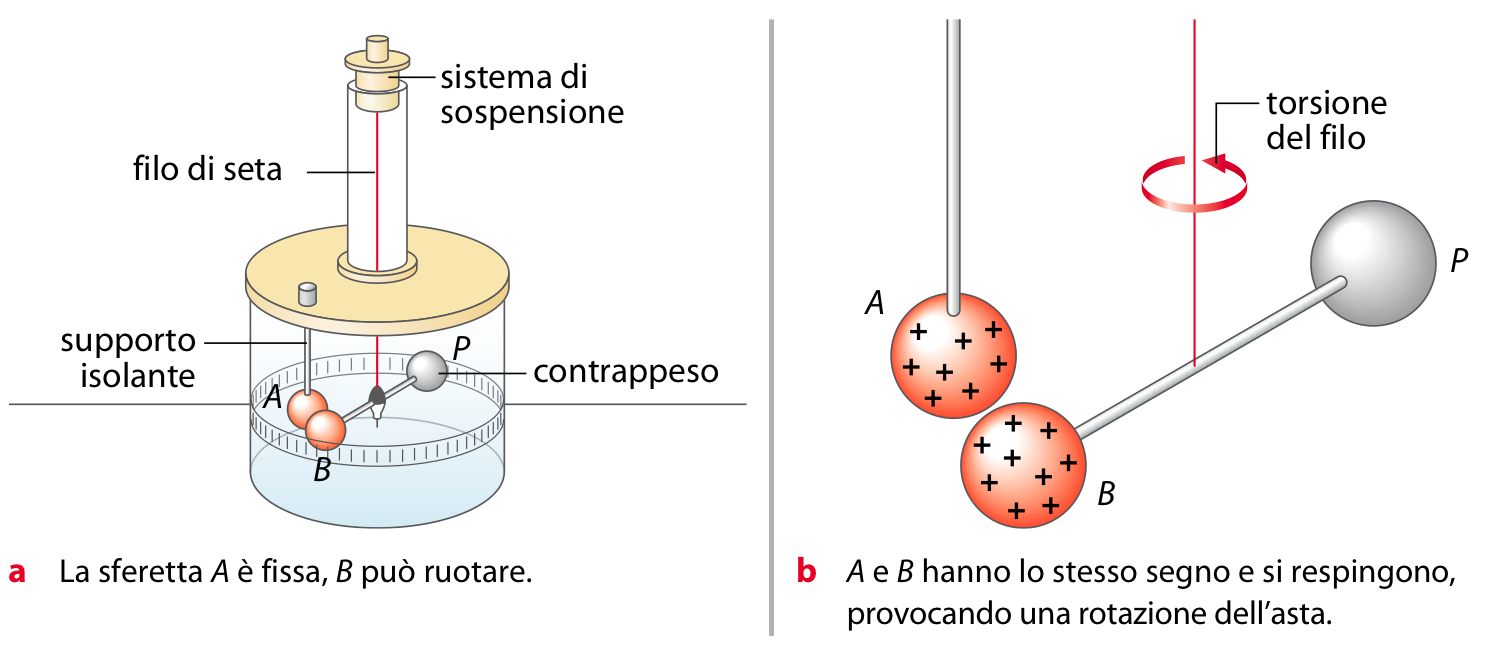 sistema di
sospensione
filo di seta
supporto
isolante
A
B
P
contrappeso
a La sferetta A è fissa, B può ruotare.
torsione
del filo
A
+ + + + + + + +
B
+ + + + + + + + +
P
b A e B hanno lo stesso segno e si respingono,
provocando una rotazione dell’asta.